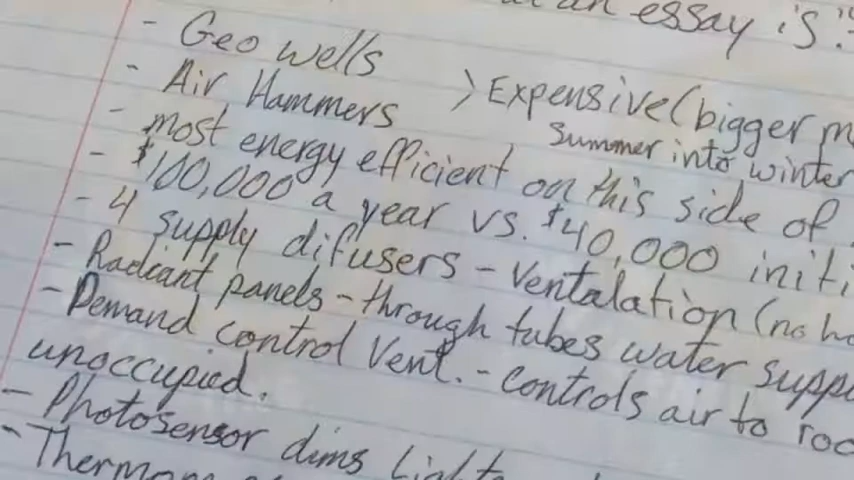 an essay is
- Geo wells
- Air Hammers > Expensive (bigger
summer into winter
- most energy efficient on this side of
- $100,000 a year vs. $40,000
- 4 supply difusers - Ventalation (no
- Radiant panels - through tubes water
- Demand control Vent. - controls air to
unoccupied.
- Photosensor dims
-